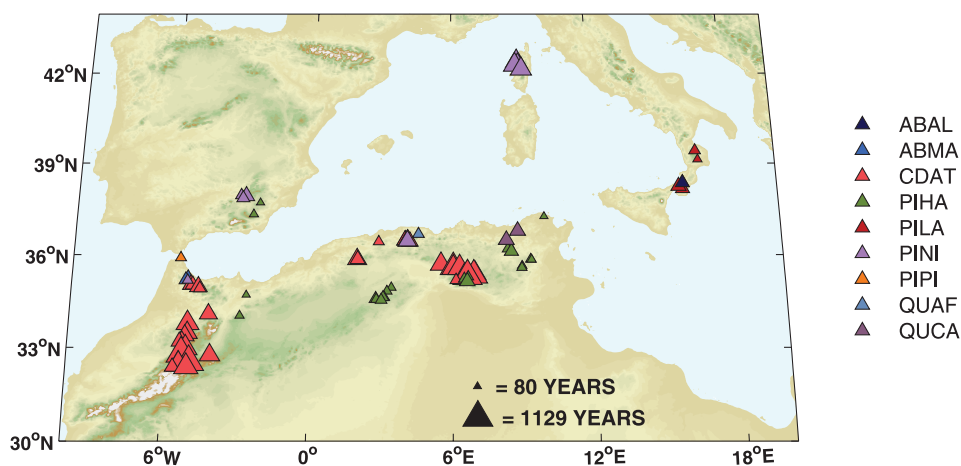 42°N
39°N
36°N
33°N
30°N
6°W
0°
6°E
12°E
18°E
= 80 YEARS
= 1129 YEARS
ABAL
ABMA
CDAT
PIHA
PILA
PINI
PIPI
QUAF
QUCA